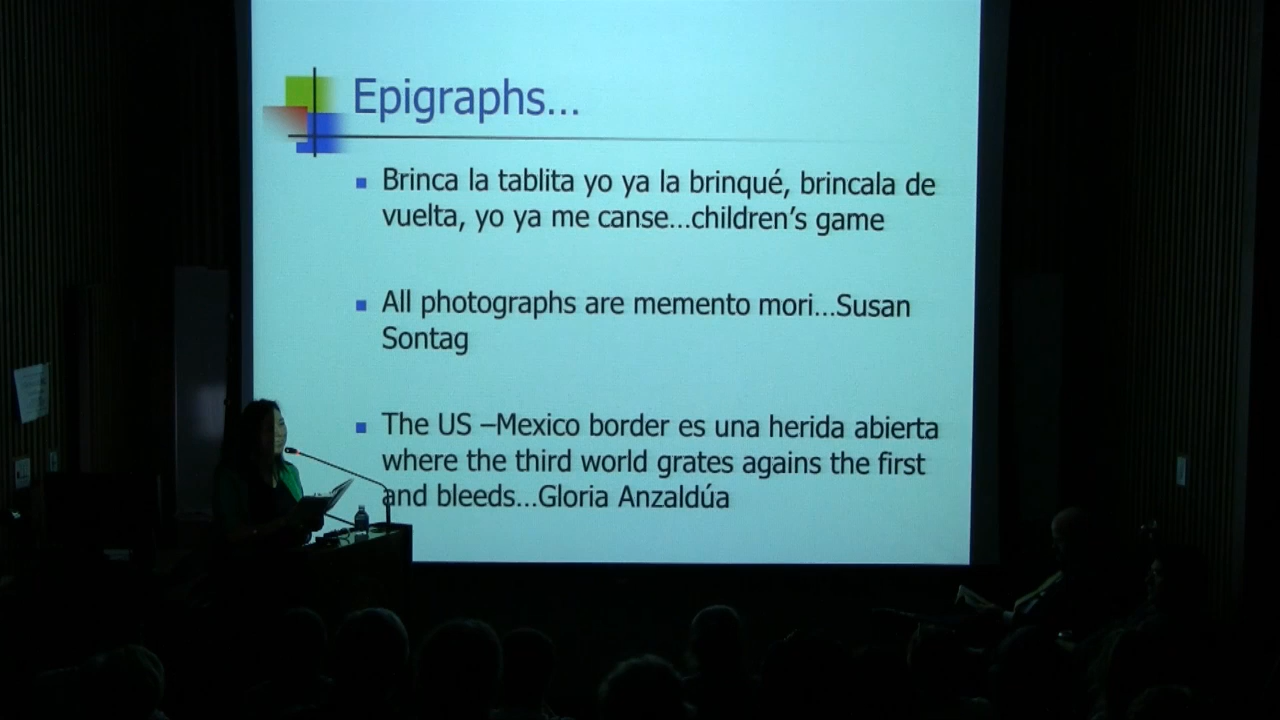 Epigraphs...
Brinca la tablita yo ya la brinqué, brincala de
vuelta, yo ya me canse...children's game
All photographs are memento mori...Susan
Sontag
The US –Mexico border es una herida abierta
where the third world grates agains the first
and bleeds...Gloria Anzaldúa